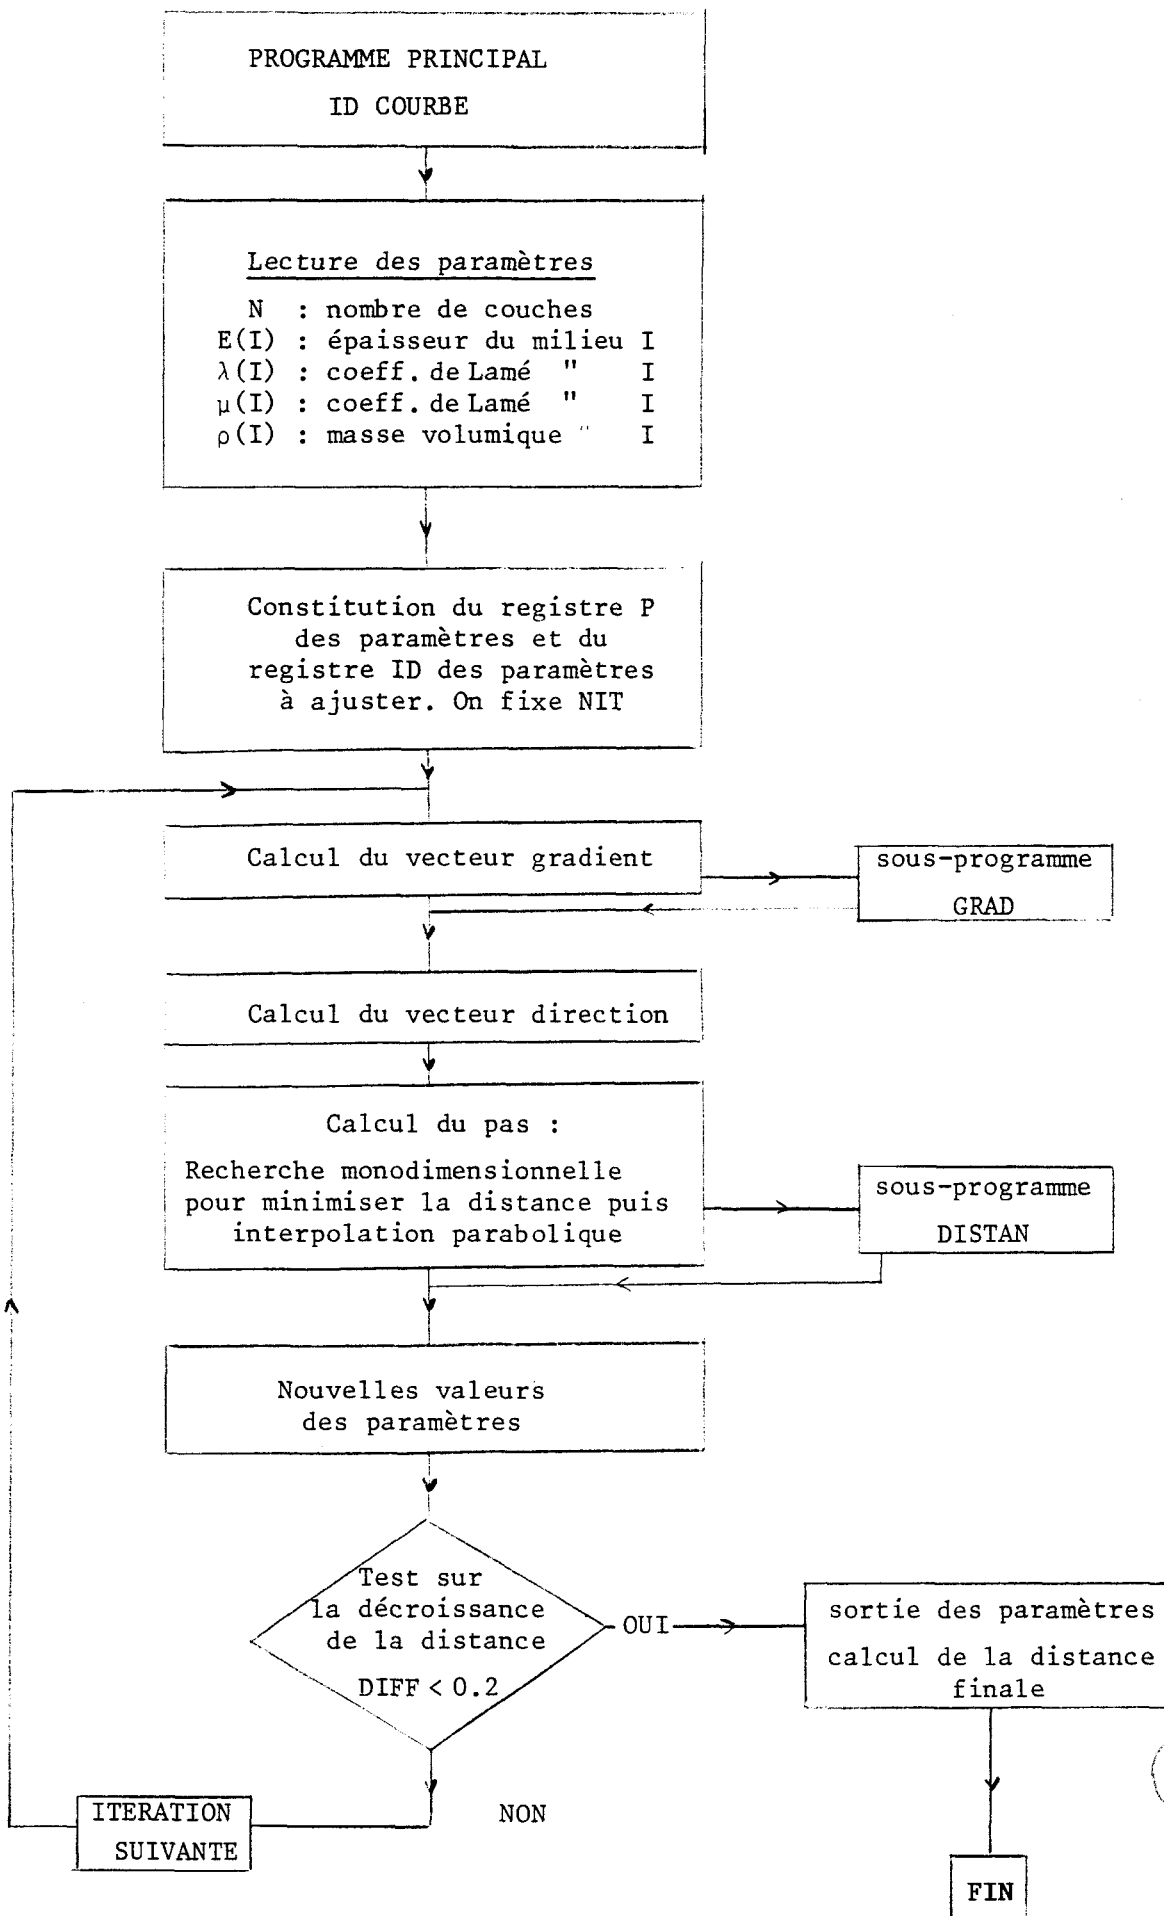 PROGRAMME PRINCIPAL
ID COURBE
Lecture des paramètres
N : nombre de couches
E(I) : épaisseur du milieu I
λ(I) : coeff. de Lamé " I
μ(I) : coeff. de Lamé " I
ρ(I) : masse volumique " I
Constitution du registre P
des paramètres et du
registre ID des paramètres
à ajuster. On fixe NIT
Calcul du vecteur gradient
sous-programme
GRAD
Calcul du vecteur direction
Calcul du pas :
Recherche monodimensionnelle
pour minimiser la distance puis
interpolation parabolique
sous-programme
DISTAN
Nouvelles valeurs
des paramètres
Test sur
la décroissance
de la distance
DIFF < 0.2
OUI
sortie des paramètres
calcul de la distance
finale
NON
ITERATION
SUIVANTE
FIN